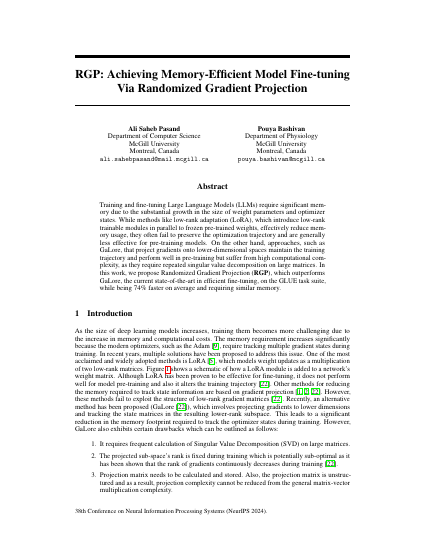 RGP: Achieving Memory-Efficient Model Fine-tuning
Via Randomized Gradient Projection
Ali Saheb Pasand
Department of Computer Science
McGill University
Montreal, Canada
ali.sahebpasand@mail.mcgill.ca
Pouya Bashivan
Department of Physiology
McGill University
Montreal, Canada
pouya.bashivan@mcgill.ca
Abstract
Training and fine-tuning Large Language Models (LLMs) require significant mem-
ory due to the substantial growth in the size of weight parameters and optimizer
states. While methods like low-rank adaptation (LoRA), which introduce low-rank
trainable modules in parallel to frozen pre-trained weights, effectively reduce mem-
ory usage, they often fail to preserve the optimization trajectory and are generally
less effective for pre-training models. On the other hand, approaches, such as
GaLore, that project gradients onto lower-dimensional spaces maintain the training
trajectory and perform well in pre-training but suffer from high computational com-
plexity, as they require repeated singular value decomposition on large matrices. In
this work, we propose Randomized Gradient Projection (RGP), which outperforms
GaLore, the current state-of-the-art in efficient fine-tuning, on the GLUE task suite,
while being 74% faster on average and requiring similar memory.
1 Introduction
As the size of deep learning models increases, training them becomes more challenging due to
the increase in memory and computational costs. The memory requirement increases significantly
because the modern optimizers, such as the Adam [9], require tracking multiple gradient states during
training. In recent years, multiple solutions have been proposed to address this issue. One of the most
acclaimed and widely adopted methods is LoRA [5], which models weight updates as a multiplication
of two low-rank matrices. Figure 1 shows a schematic of how a LoRA module is added to a network's
weight matrix. Although LoRA has been proven to be effective for fine-tuning, it does not perform
well for model pre-training and also it alters the training trajectory [22]. Other methods for reducing
the memory required to track state information are based on gradient projection [1, 2, 22]. However,
these methods fail to exploit the structure of low-rank gradient matrices [22]. Recently, an alternative
method has been proposed (GaLore [22]), which involves projecting gradients to lower dimensions
and tracking the state matrices in the resulting lower-rank subspace. This leads to a significant
reduction in the memory footprint required to track the optimizer states during training. However,
GaLore also exhibits certain drawbacks which can be outlined as follows:
1. It requires frequent calculation of Singular Value Decomposition (SVD) on large matrices.
2. The projected sub-space's rank is fixed during training which is potentially sub-optimal as it
has been shown that the rank of gradients continuously decreases during training [22].
3. Projection matrix needs to be calculated and stored. Also, the projection matrix is unstruc-
tured and as a result, projection complexity cannot be reduced from the general matrix-vector
multiplication complexity.
38th Conference on Neural Information Processing Systems (NeurIPS 2024).